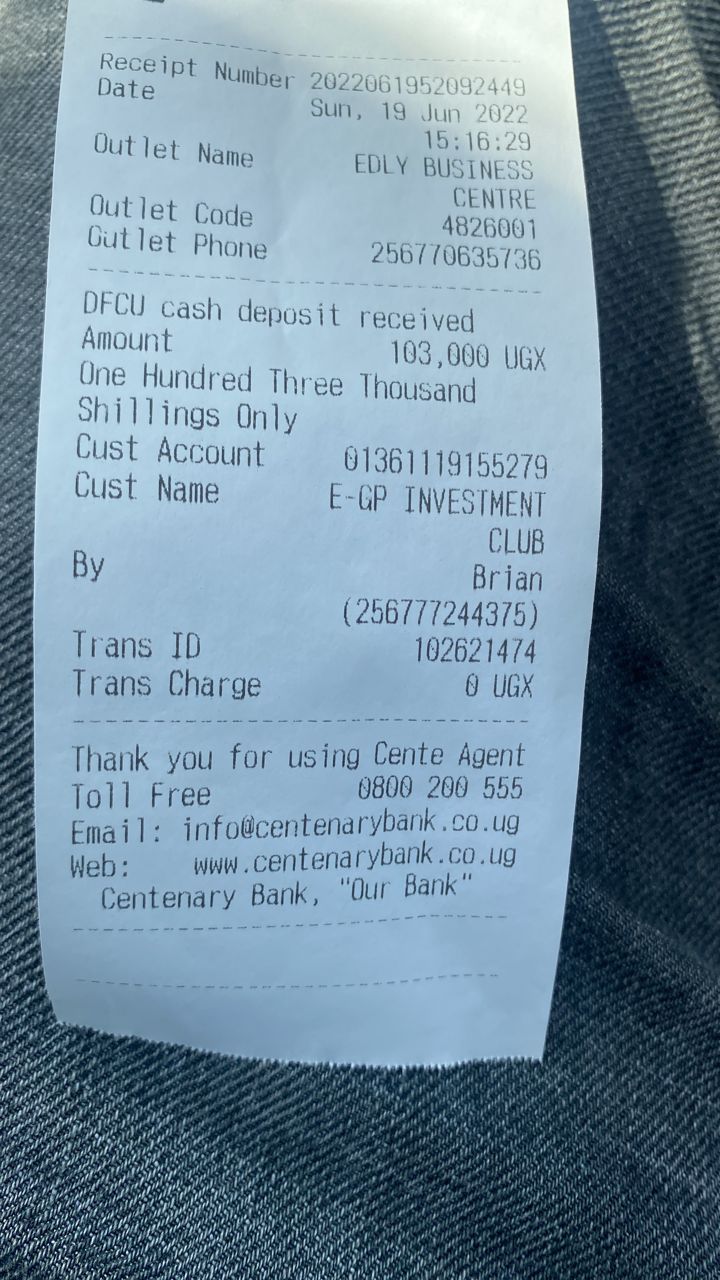 Receipt Number 2022061952092449
Date Sun, 19 Jun 2022
15:16:29
Outlet Name EDLY BUSINESS
CENTRE
Outlet Code 4826001
Outlet Phone 256770635736
DFCU cash deposit received
Amount 103,000 UGX
One Hundred Three Thousand
Shillings Only
Cust Account 01361119155279
Cust Name E-GP INVESTMENT
CLUB
By Brian
(256777244375)
Trans ID 102621474
Trans Charge 0 UGX
Thank you for using Cente Agent
Toll Free 0800 200 555
Email: info@centenarybank.co.ug
Web: www.centenarybank.co.ug
Centenary Bank, "Our Bank"